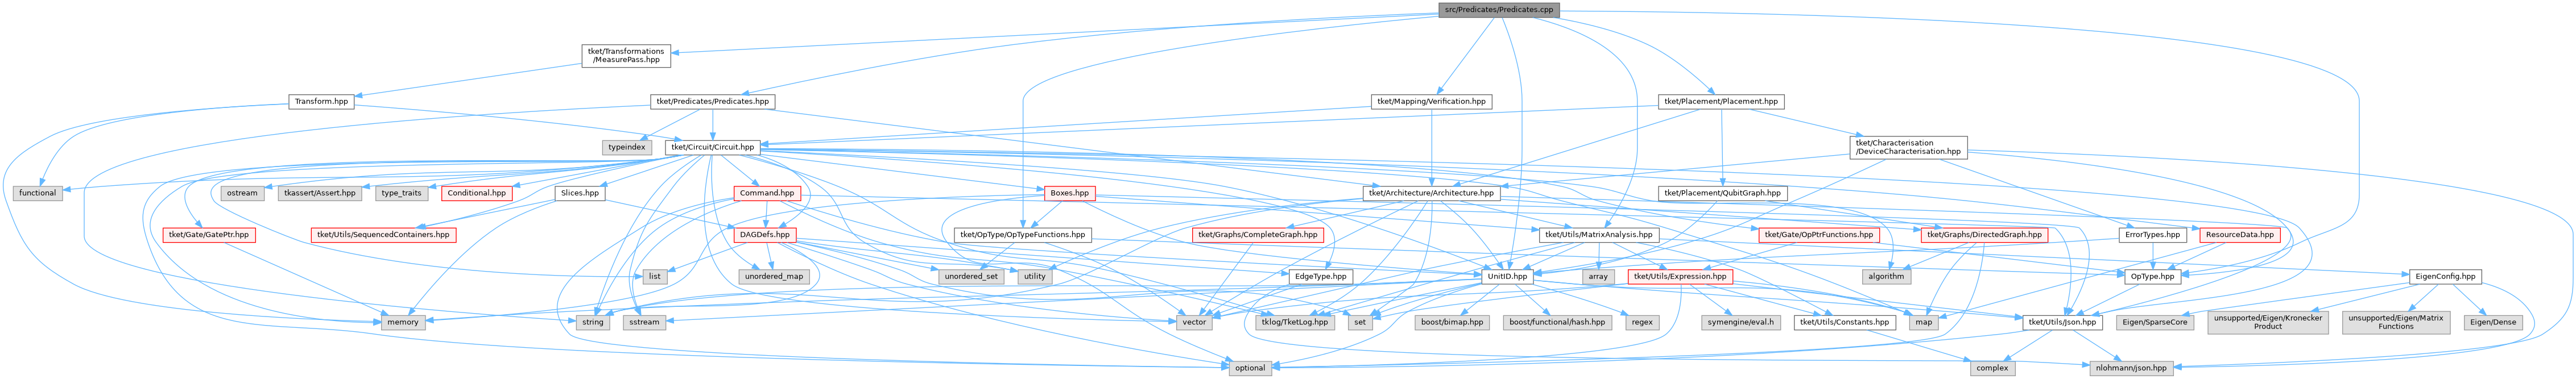 src/Predicates/Predicates.cpp
tket/Transformations
/MeasurePass.hpp
Transform.hpp
tket/Predicates/Predicates.hpp
tket/Mapping/Verification.hpp
tket/Placement/Placement.hpp
typeindex
tket/Circuit/Circuit.hpp
tket/Characterisation
/DeviceCharacterisation.hpp
functional
ostream
tkassert/Assert.hpp
type_traits
Conditional.hpp
Slices.hpp
Command.hpp
Boxes.hpp
tket/Architecture/Architecture.hpp
tket/Placement/QubitGraph.hpp
tket/Gate/GatePtr.hpp
tket/Utils/SequencedContainers.hpp
DAGDefs.hpp
tket/OpType/OpTypeFunctions.hpp
tket/Graphs/CompleteGraph.hpp
tket/Utils/MatrixAnalysis.hpp
tket/Gate/OpPtrFunctions.hpp
tket/Graphs/DirectedGraph.hpp
ErrorTypes.hpp
ResourceData.hpp
list
unordered_map
unordered_set
utility
EdgeType.hpp
UnitID.hpp
array
tket/Utils/Expression.hpp
algorithm
OpType.hpp
EigenConfig.hpp
memory
string
sstream
vector
tklog/TketLog.hpp
set
boost/bimap.hpp
boost/functional/hash.hpp
regex
symengine/eval.h
tket/Utils/Constants.hpp
map
tket/Utils/Json.hpp
Eigen/SparseCore
unsupported/Eigen/Kronecker
Product
unsupported/Eigen/Matrix
Functions
Eigen/Dense
optional
complex
nlohmann/json.hpp